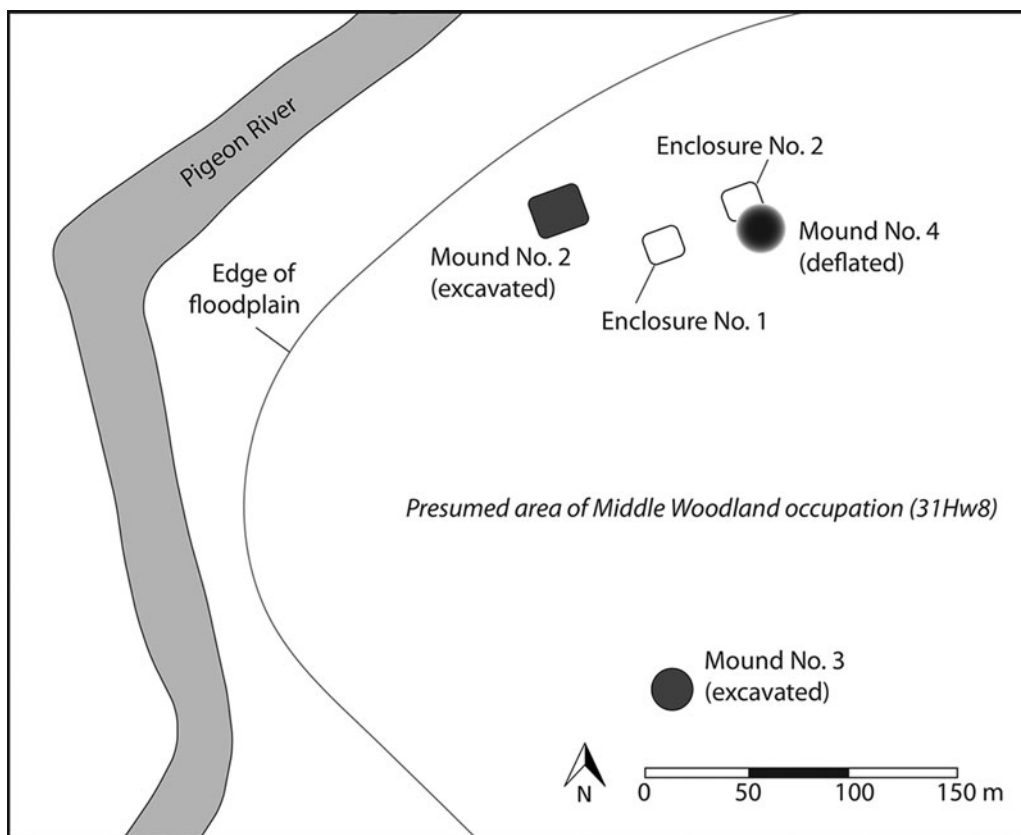 Pigeon River
Enclosure No. 2
Mound No. 2
(excavated)
Mound No. 4
(deflated)
Edge of
floodplain
Enclosure No. 1
Presumed area of Middle Woodland occupation (31Hw8)
Mound No. 3
(excavated)
N
0 50 100 150 m